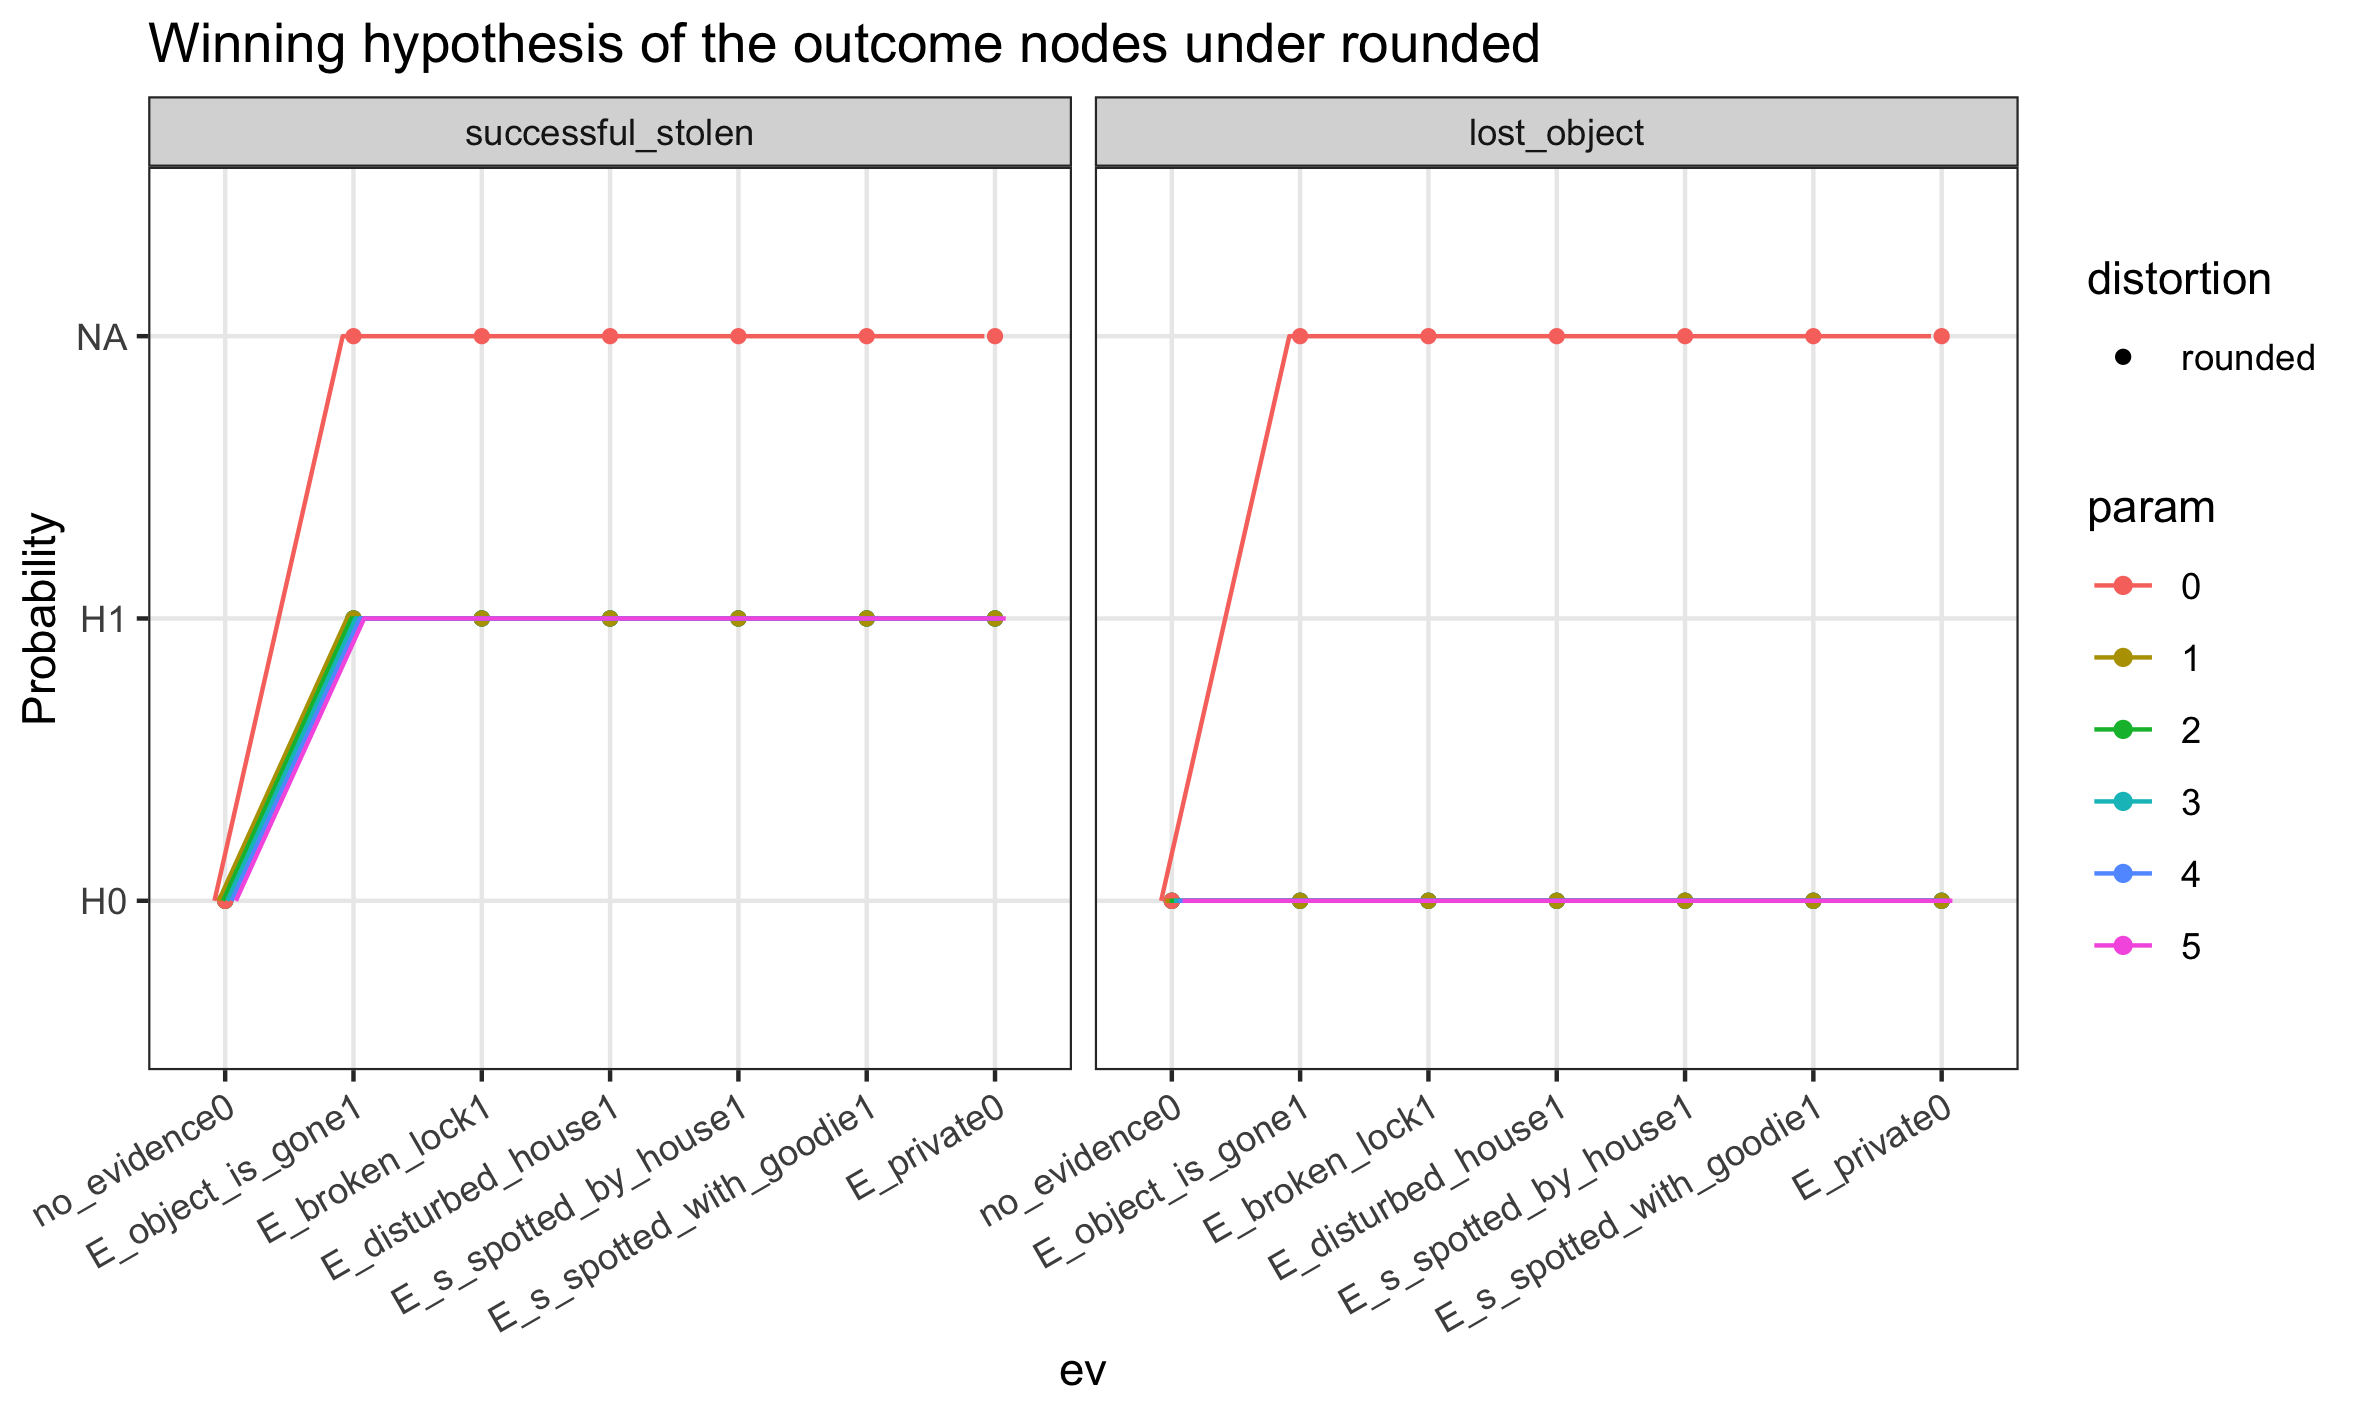 Winning hypothesis of the outcome nodes under rounded
successful_stolen
lost_object
Probability
NA
H1
H0
no_evidence0
E_object_is_gone1
E_broken_lock1
E_disturbed_house1
E_s_spotted_by_house1
E_s_spotted_with_goodie1
E_private0
no_evidence0
E_object_is_gone1
E_broken_lock1
E_disturbed_house1
E_s_spotted_by_house1
E_s_spotted_with_goodie1
E_private0
ev
distortion
rounded
param
0
1
2
3
4
5